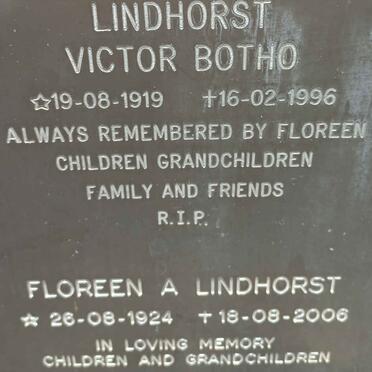 LINDHORST
VICTOR BOTHO
☆19-08-1919 ✝16-02-1996
ALWAYS REMEMBERED BY FLOREEN
CHILDREN GRANDCHILDREN
FAMILY AND FRIENDS
R.I.P.
FLOREEN A LINDHORST
☆ 26-08-1924 ✝ 18-08-2006
IN LOVING MEMORY
CHILDREN AND GRANDCHILDREN